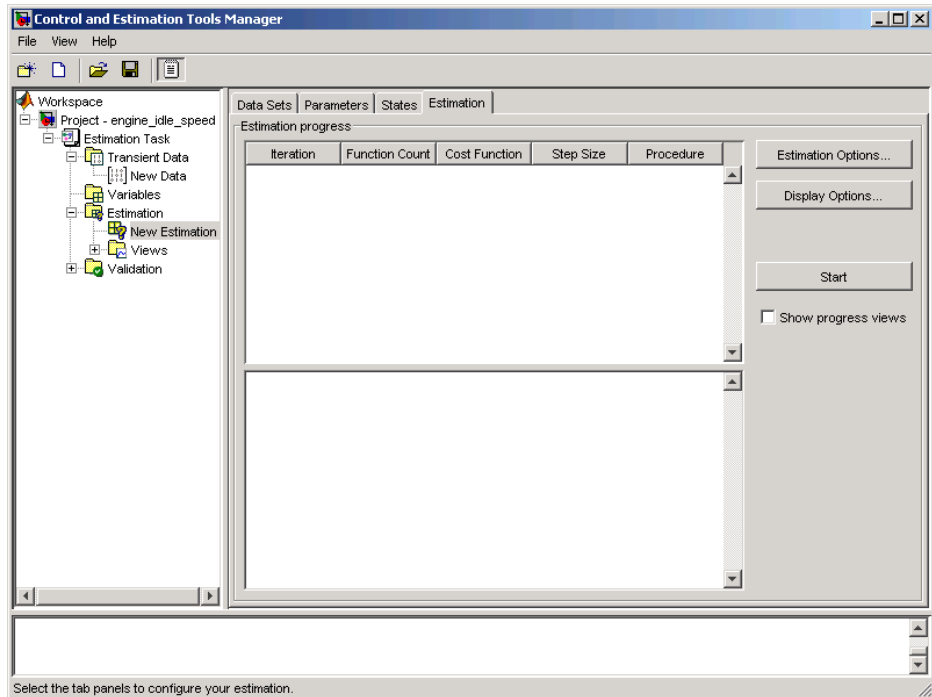 Control and Estimation Tools Manager
File View Help
Workspace
Project - engine_idle_speed
Estimation Task
Transient Data
New Data
Variables
Estimation
New Estimation
Views
Validation
Data Sets Parameters States Estimation
Estimation progress
Iteration Function Count Cost Function Step Size Procedure
Estimation Options...
Display Options...
Start
Show progress views
Select the tab panels to configure your estimation.